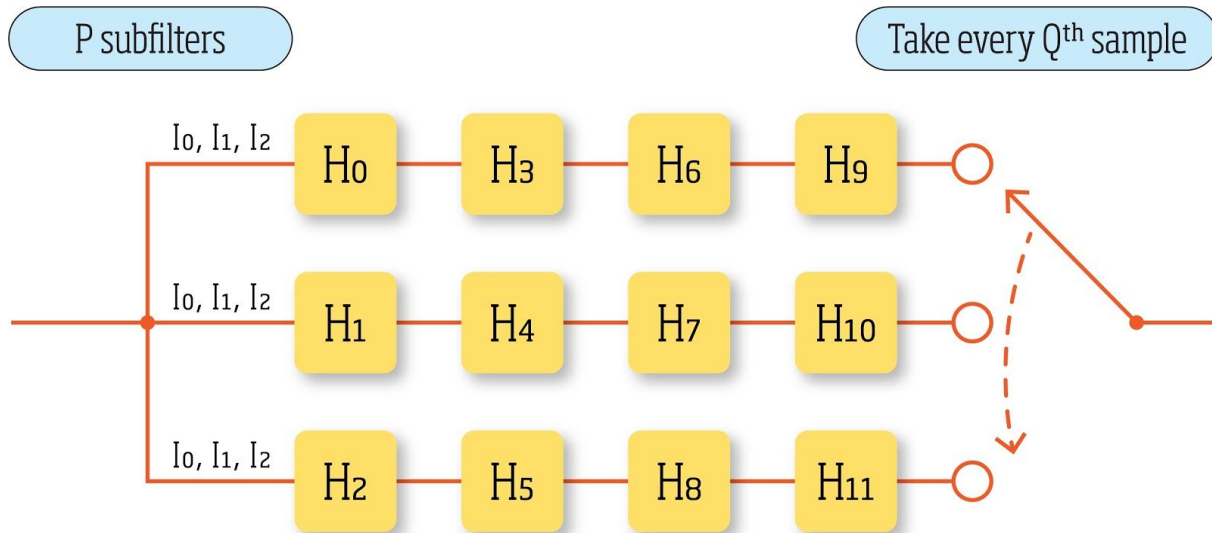 P subfilters
Take every Qᵗʰ sample
I₀, I₁, I₂
H₀ H₃ H₆ H₉
I₀, I₁, I₂
H₁ H₄ H₇ H₁₀
I₀, I₁, I₂
H₂ H₅ H₈ H₁₁